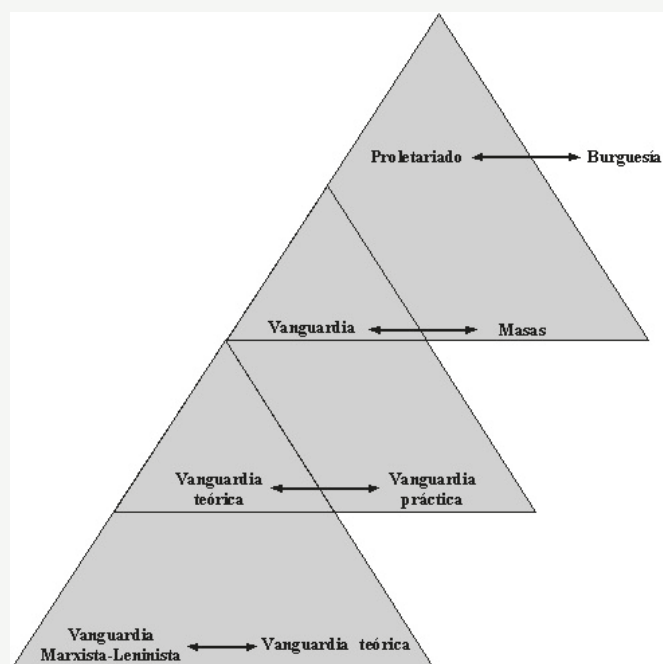 Proletariado Burguesía
Vanguardia Masas
Vanguardia teórica
Vanguardia práctica
Vanguardia Marxista-Leninista
Vanguardia teórica